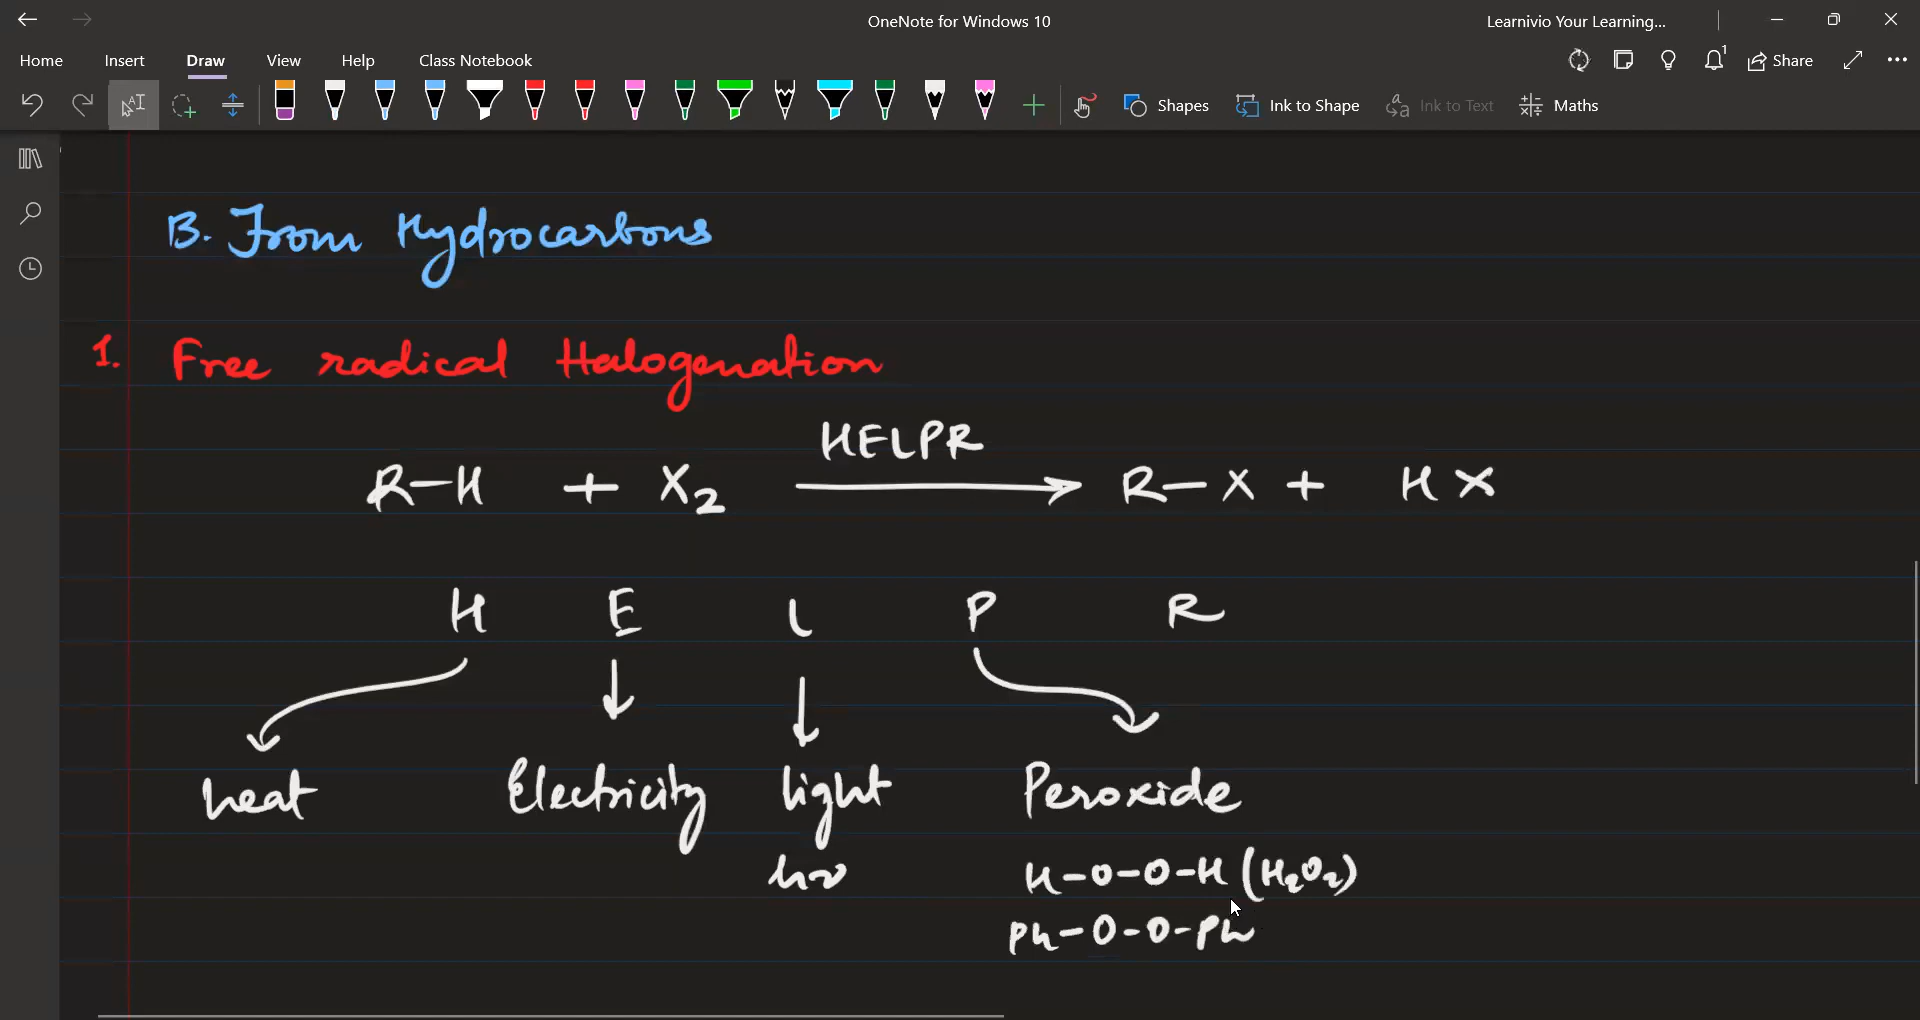 OneNote for Windows 10
Learnivio Your Learning...
Home Insert Draw View Help Class Notebook
1
Share
Shapes Ink to Shape Ink to Text Maths
B. From Hydrocarbons
1. Free radical Halogenation
HELPR
R-H + X₂ → R-X + HX
H E L P R
heat Electricity light Peroxide
hν H-O-O-H (H₂O₂)
Ph-O-O-Ph